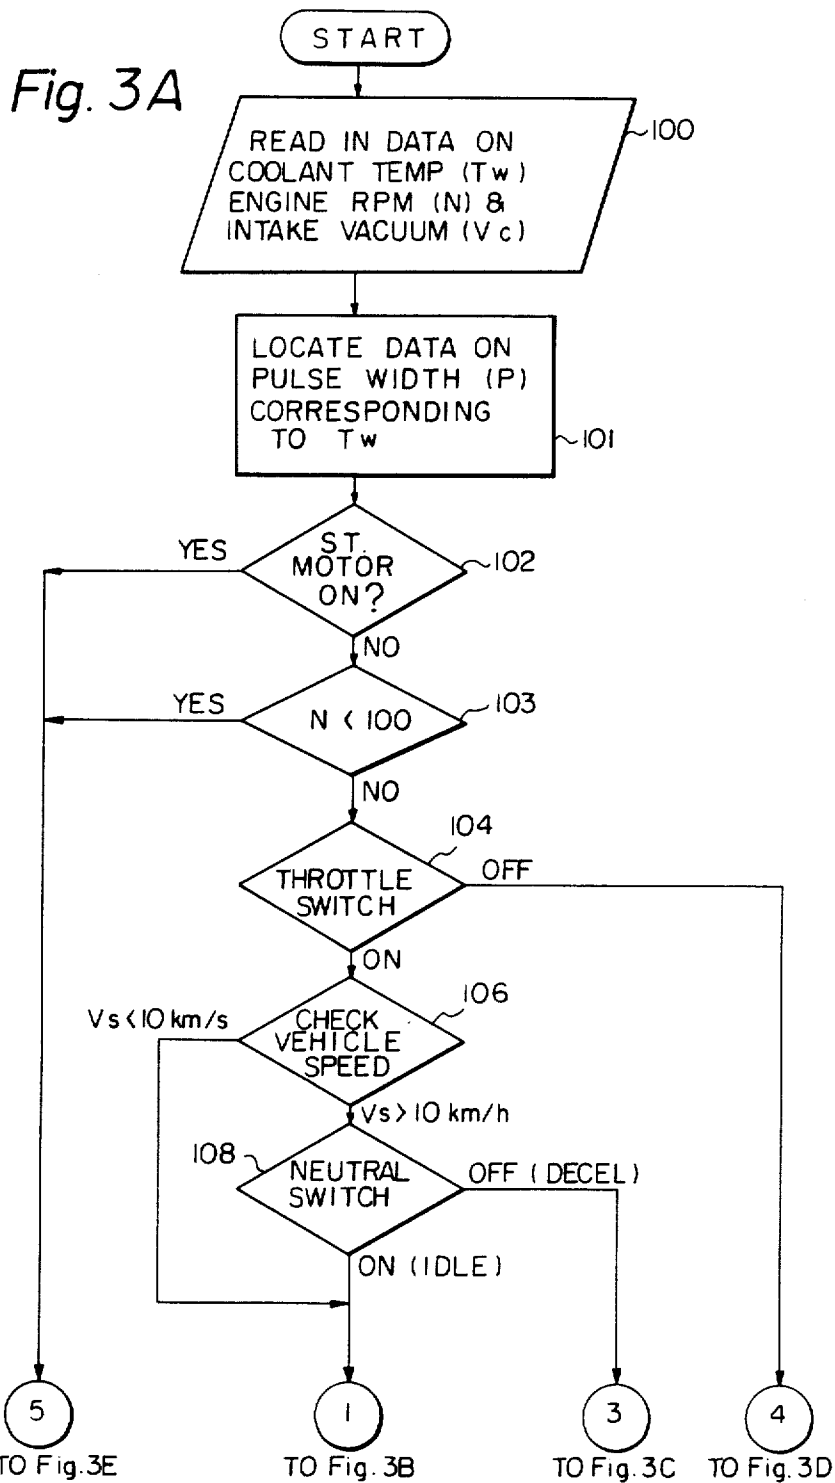 START
Fig. 3A
READ IN DATA ON
COOLANT TEMP (Tw)
ENGINE RPM (N) &
INTAKE VACUUM (Vc)
100
LOCATE DATA ON
PULSE WIDTH (P)
CORRESPONDING
TO Tw
101
YES
ST.
MOTOR
ON?
102
NO
YES
N < 100
103
NO
104
THROTTLE
SWITCH
OFF
ON
106
Vs<10 km/s
CHECK
VEHICLE
SPEED
Vs>10 km/h
108
NEUTRAL
SWITCH
OFF (DECEL)
ON (IDLE)
5
1
3
4
TO Fig.3E
TO Fig.3B
TO Fig.3C
TO Fig.3D